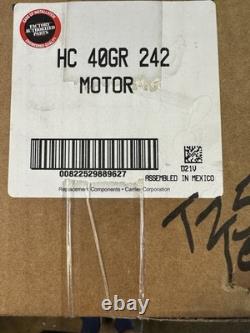 FACTORY
AUTHORIZED
PARTS
HC 40GR 242
MOTOR
00822529889627
D21V
ASSEMBLED IN MEXICO
Replacement Components - Carrier Corporation